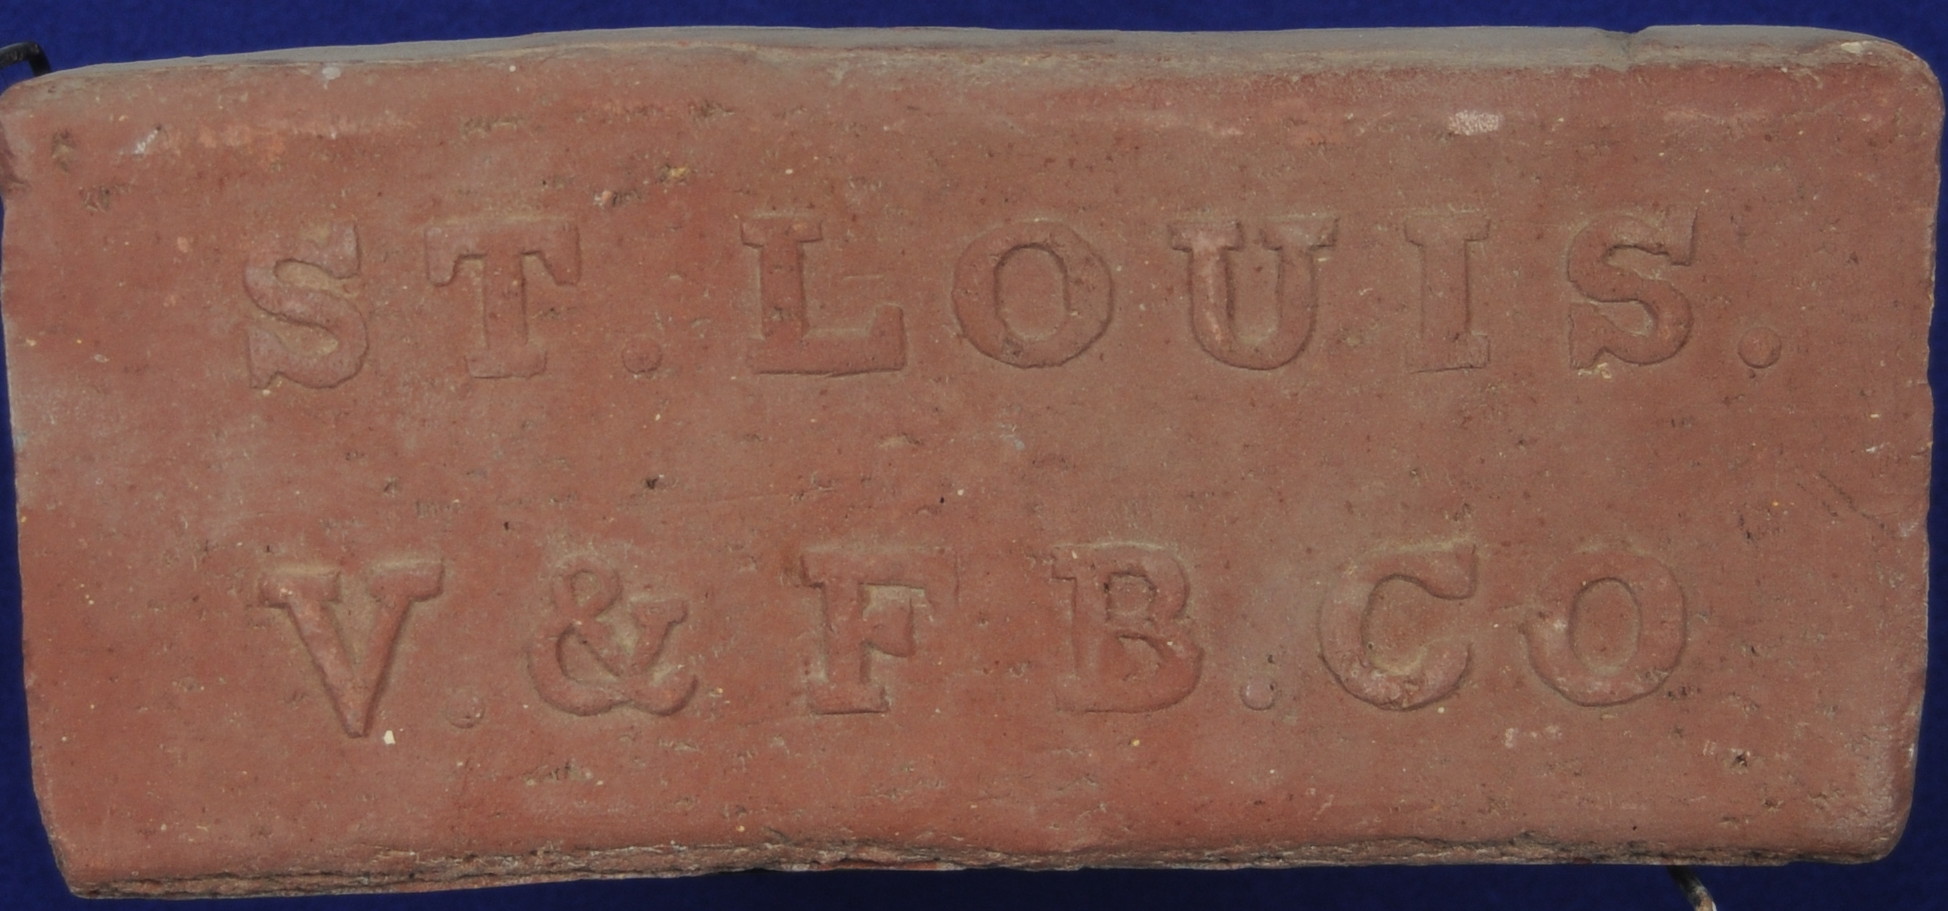 ST. LOUIS.
V. & F B. CO